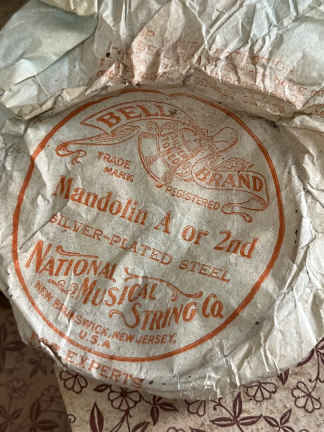 BELL
BRAND
TRADE
MARK
REGISTERED
Mandolin A or 2nd
SILVER-PLATED STEEL
NATIONAL
MUSICAL
STRING CO.
NEW BRUNSWICK, NEW JERSEY,
U.S.A.
EXPERTS